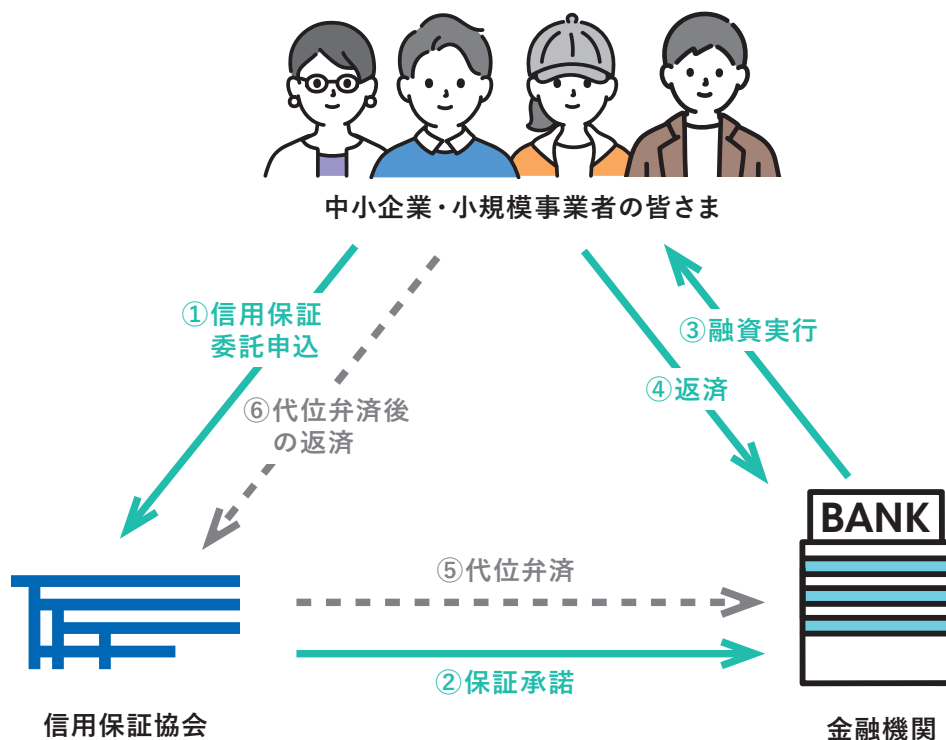 中小企業・小規模事業者の皆さま
①信用保証
委託申込
③融資実行
④返済
⑥代位弁済後
の返済
BANK
⑤代位弁済
②保証承諾
信用保証協会
金融機関